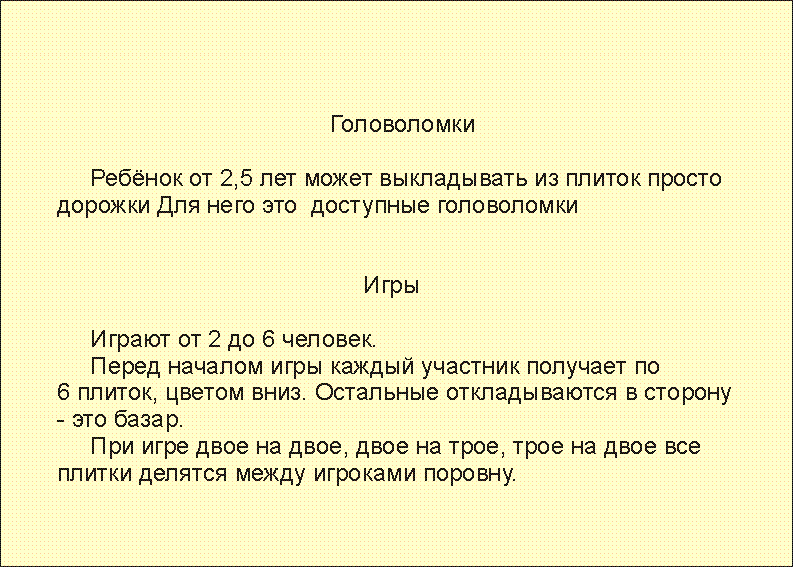 Головоломки
Ребёнок от 2,5 лет может выкладывать из плиток просто
дорожки Для него это  доступные головоломки
Игры
Играют от 2 до 6 человек.
Перед началом игры каждый участник получает по
6 плиток, цветом вниз. Остальные откладываются в сторону
- это базар.
При игре двое на двое, двое на трое, трое на двое все
плитки делятся между игроками поровну.